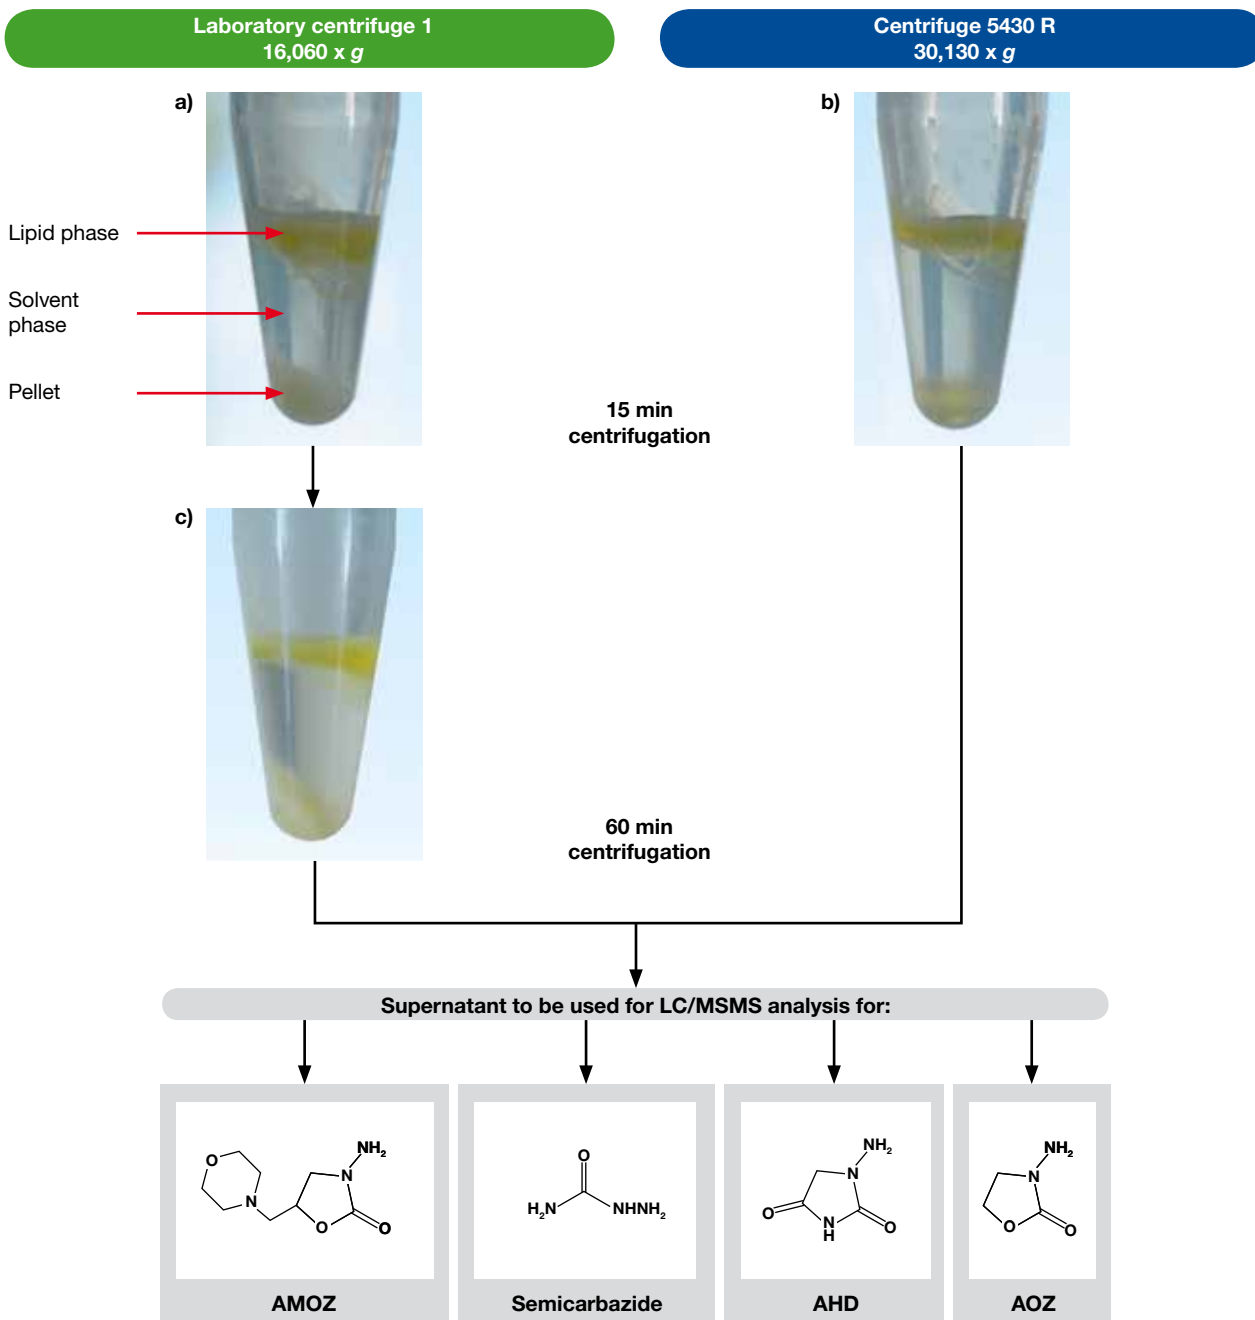 Laboratory centrifuge 1
16,060 x g
Centrifuge 5430 R
30,130 x g
a)
b)
Lipid phase
Solvent
phase
Pellet
15 min
centrifugation
c)
60 min
centrifugation
Supernatant to be used for LC/MSMS analysis for:
O
N
NH₂
N
O
O
AMOZ
O
H₂N
NHNH₂
Semicarbazide
NH₂
N
O
N
H
O
AHD
NH₂
N
O
O
AOZ